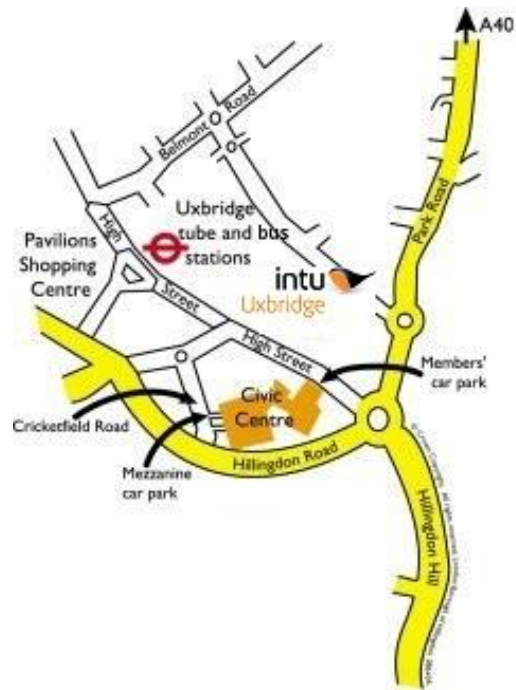 A40
Belmont Road
Park Road
High
Street
Uxbridge
tube and bus
stations
Pavilions
Shopping
Centre
intu
Uxbridge
High Street
Members'
car park
Civic
Centre
Cricketfield Road
Mezzanine
car park
Hillingdon Road
Hillingdon Hill